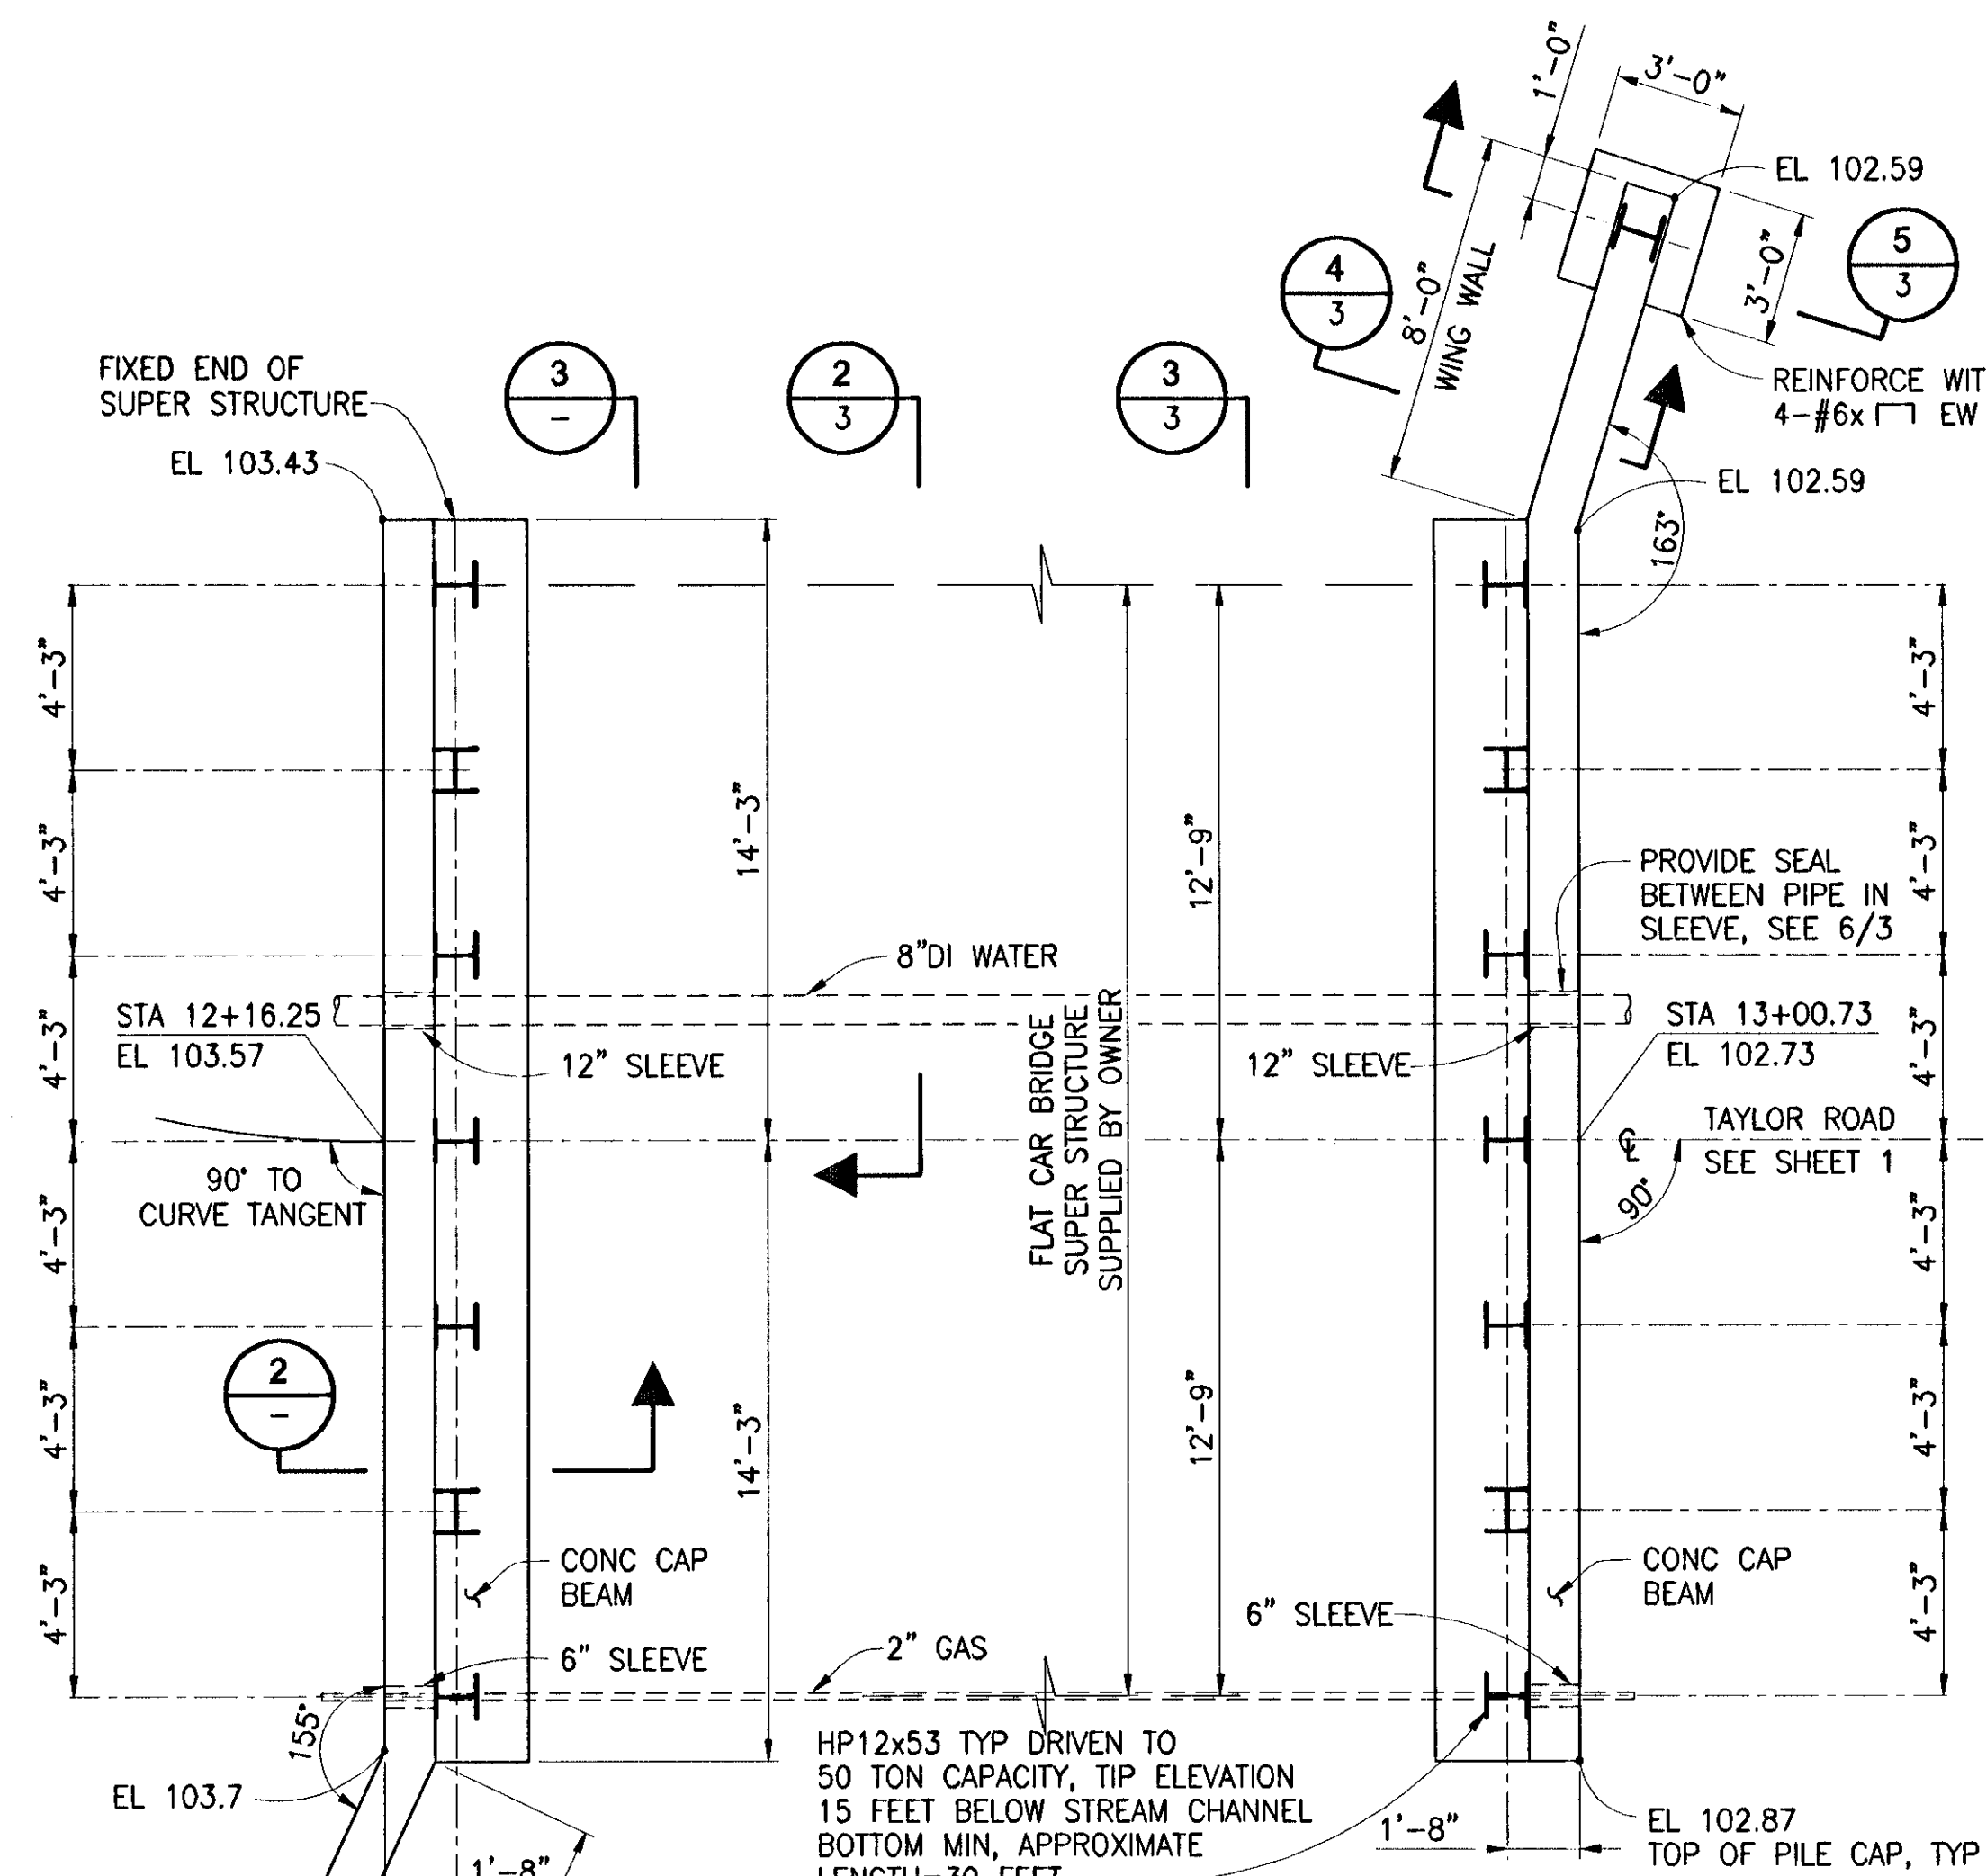 1'-0"
3'-0"
EL 102.59
5
3
4
3
8'-0"
WING WALL
3'-0"
FIXED END OF
SUPER STRUCTURE
3
-
2
3
3
3
REINFORCE WIT
4-#6x EW
EL 103.43
EL 102.59
163°
4'-3"
4'-3"
4'-3"
4'-3"
4'-3"
4'-3"
14'-3"
12'-9"
PROVIDE SEAL
BETWEEN PIPE IN
SLEEVE, SEE 6/3
8"DI WATER
STA 12+16.25
EL 103.57
12" SLEEVE
FLAT CAR BRIDGE
SUPER STRUCTURE
SUPPLIED BY OWNER
12" SLEEVE
STA 13+00.73
EL 102.73
90° TO
CURVE TANGENT
℄
TAYLOR ROAD
SEE SHEET 1
90°
4'-3"
4'-3"
4'-3"
4'-3"
4'-3"
4'-3"
2
-
14'-3"
12'-9"
CONC CAP
BEAM
CONC CAP
BEAM
6" SLEEVE
6" SLEEVE
2" GAS
155°
EL 103.7
HP12x53 TYP DRIVEN TO
50 TON CAPACITY, TIP ELEVATION
15 FEET BELOW STREAM CHANNEL
BOTTOM MIN, APPROXIMATE
LENGTH=30 FEET
1'-8"
1'-8"
EL 102.87
TOP OF PILE CAP, TYP